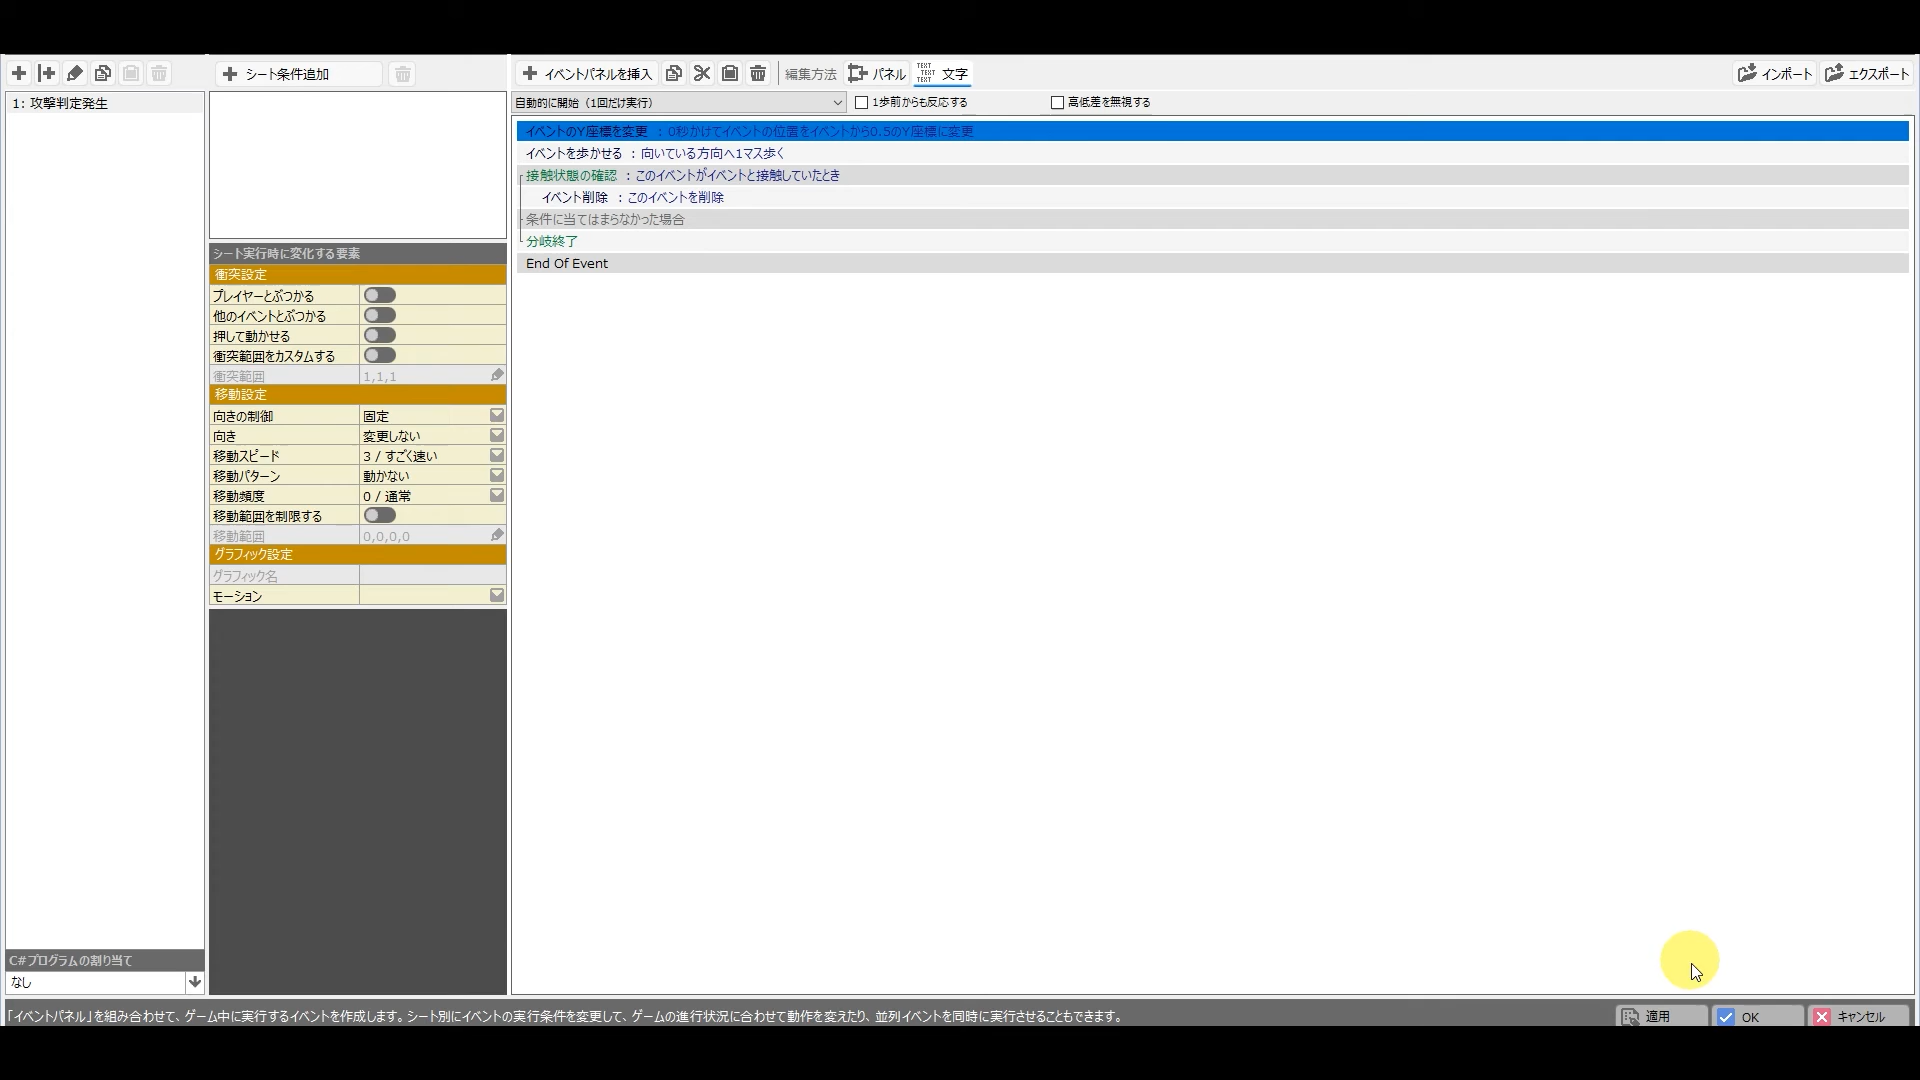 シート条件追加
イベントパネルを挿入
編集方法
パネル
TEXT TEXT TEXT
文字
インポート
エクスポート
1: 攻撃判定発生
自動的に開始（1回だけ実行）
1歩前からも反応する
高低差を無視する
イベントのY座標を変更 : 0秒かけてイベントの位置をイベントから0.5のY座標に変更
イベントを歩かせる : 向いている方向へ1マス歩く
接触状態の確認 : このイベントがイベントと接触していたとき
イベント削除 : このイベントを削除
条件に当てはまらなかった場合
分岐終了
End Of Event
シート実行時に変化する要素
衝突設定
プレイヤーとぶつかる
他のイベントとぶつかる
押して動かせる
衝突範囲をカスタムする
衝突範囲 1,1,1
移動設定
向きの制御 固定
向き 変更しない
移動スピード 3 / すごく速い
移動パターン 動かない
移動頻度 0 / 通常
移動範囲を制限する
移動範囲 0,0,0,0
グラフィック設定
グラフィック名
モーション
C#プログラムの割り当て
なし
「イベントパネル」を組み合わせて、ゲーム中に実行するイベントを作成します。シート別にイベントの実行条件を変更して、ゲームの進行状況に合わせて動作を変えたり、並列イベントを同時に実行させることもできます。
適用
OK
キャンセル